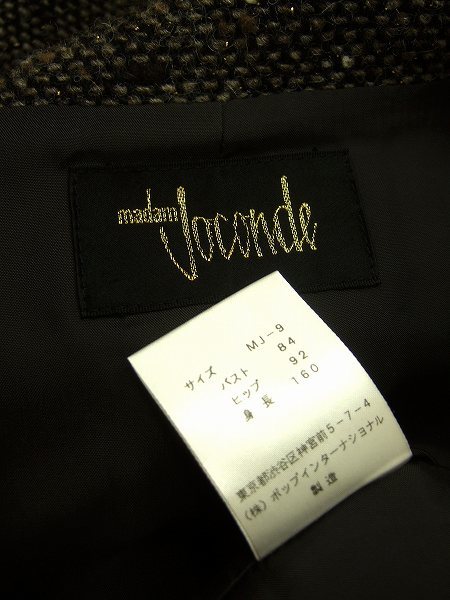 madam
Joconde
サイズ MJ-9
バスト 84
ヒップ 92
身長 160
東京都渋谷区神宮前5-7-4
(株)ポップインターナショナル
製造